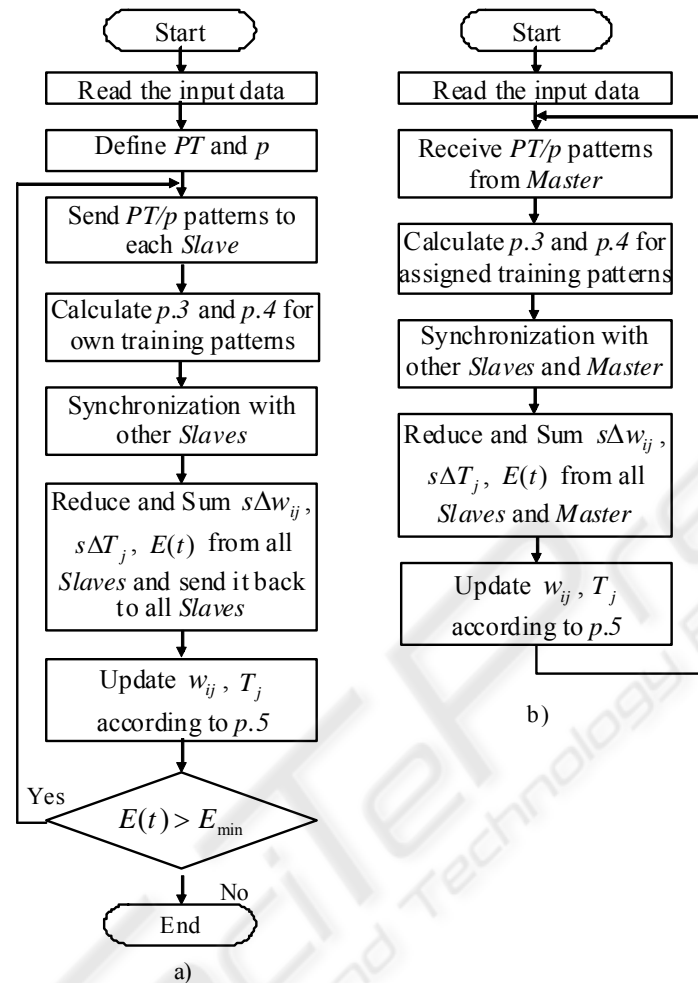 Start
Read the input data
Define PT and p
Send PT/p patterns to
each Slave
Calculate p.3 and p.4 for
own training patterns
Synchronization with
other Slaves
Reduce and Sum sΔw_ij ,
sΔT_j , E(t) from all
Slaves and send it back
to all Slaves
Update w_ij , T_j
according to p.5
Yes
E(t) > E_min
No
End
a)
Start
Read the input data
Receive PT/p patterns
from Master
Calculate p.3 and p.4 for
assigned training patterns
Synchronization with
other Slaves and Master
Reduce and Sum sΔw_ij ,
sΔT_j , E(t) from all
Slaves and Master
Update w_ij , T_j
according to p.5
b)